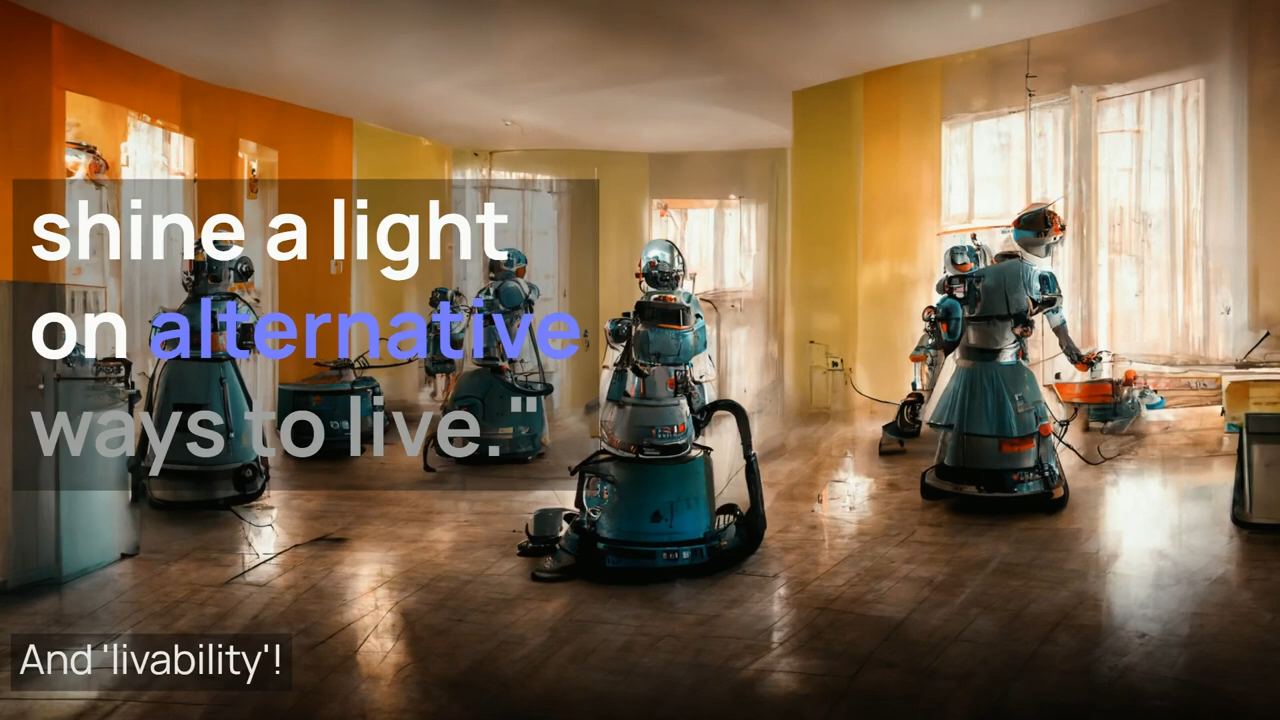 shine a light
on alternative
ways to live."
And 'livability'!